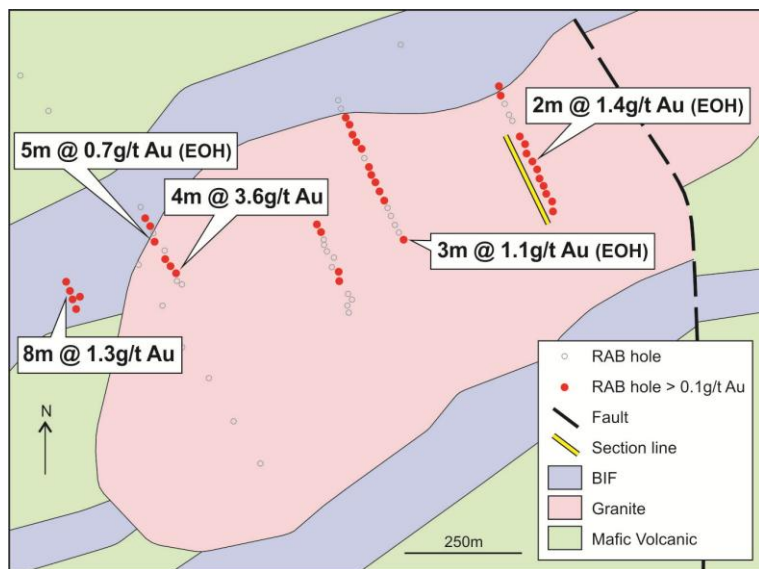 2m @ 1.4g/t Au (EOH)
5m @ 0.7g/t Au (EOH)
4m @ 3.6g/t Au
3m @ 1.1g/t Au (EOH)
8m @ 1.3g/t Au
N
250m
RAB hole
RAB hole > 0.1g/t Au
Fault
Section line
BIF
Granite
Mafic Volcanic